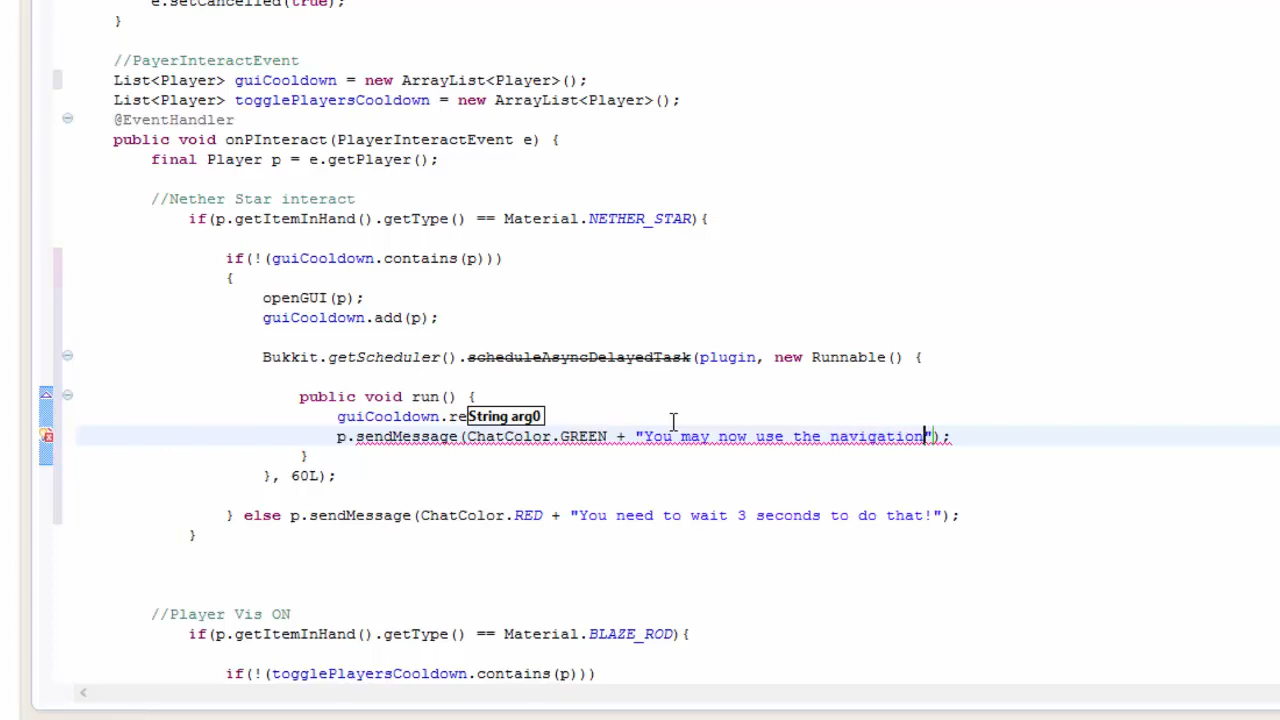 e.setCancelled(true);
}
//PayerInteractEvent
List<Player> guiCooldown = new ArrayList<Player>();
List<Player> togglePlayersCooldown = new ArrayList<Player>();
@EventHandler
public void onPInteract(PlayerInteractEvent e) {
final Player p = e.getPlayer();
//Nether Star interact
if(p.getItemInHand().getType() == Material.NETHER_STAR){
if(!(guiCooldown.contains(p)))
{
openGUI(p);
guiCooldown.add(p);
Bukkit.getScheduler().scheduleAsyncDelayedTask(plugin, new Runnable() {
public void run() {
guiCooldown.re
String arg0
p.sendMessage(ChatColor.GREEN + "You may now use the navigation");
}
}, 60L);
} else p.sendMessage(ChatColor.RED + "You need to wait 3 seconds to do that!");
}
//Player Vis ON
if(p.getItemInHand().getType() == Material.BLAZE_ROD){
if(!(togglePlayersCooldown.contains(p)))